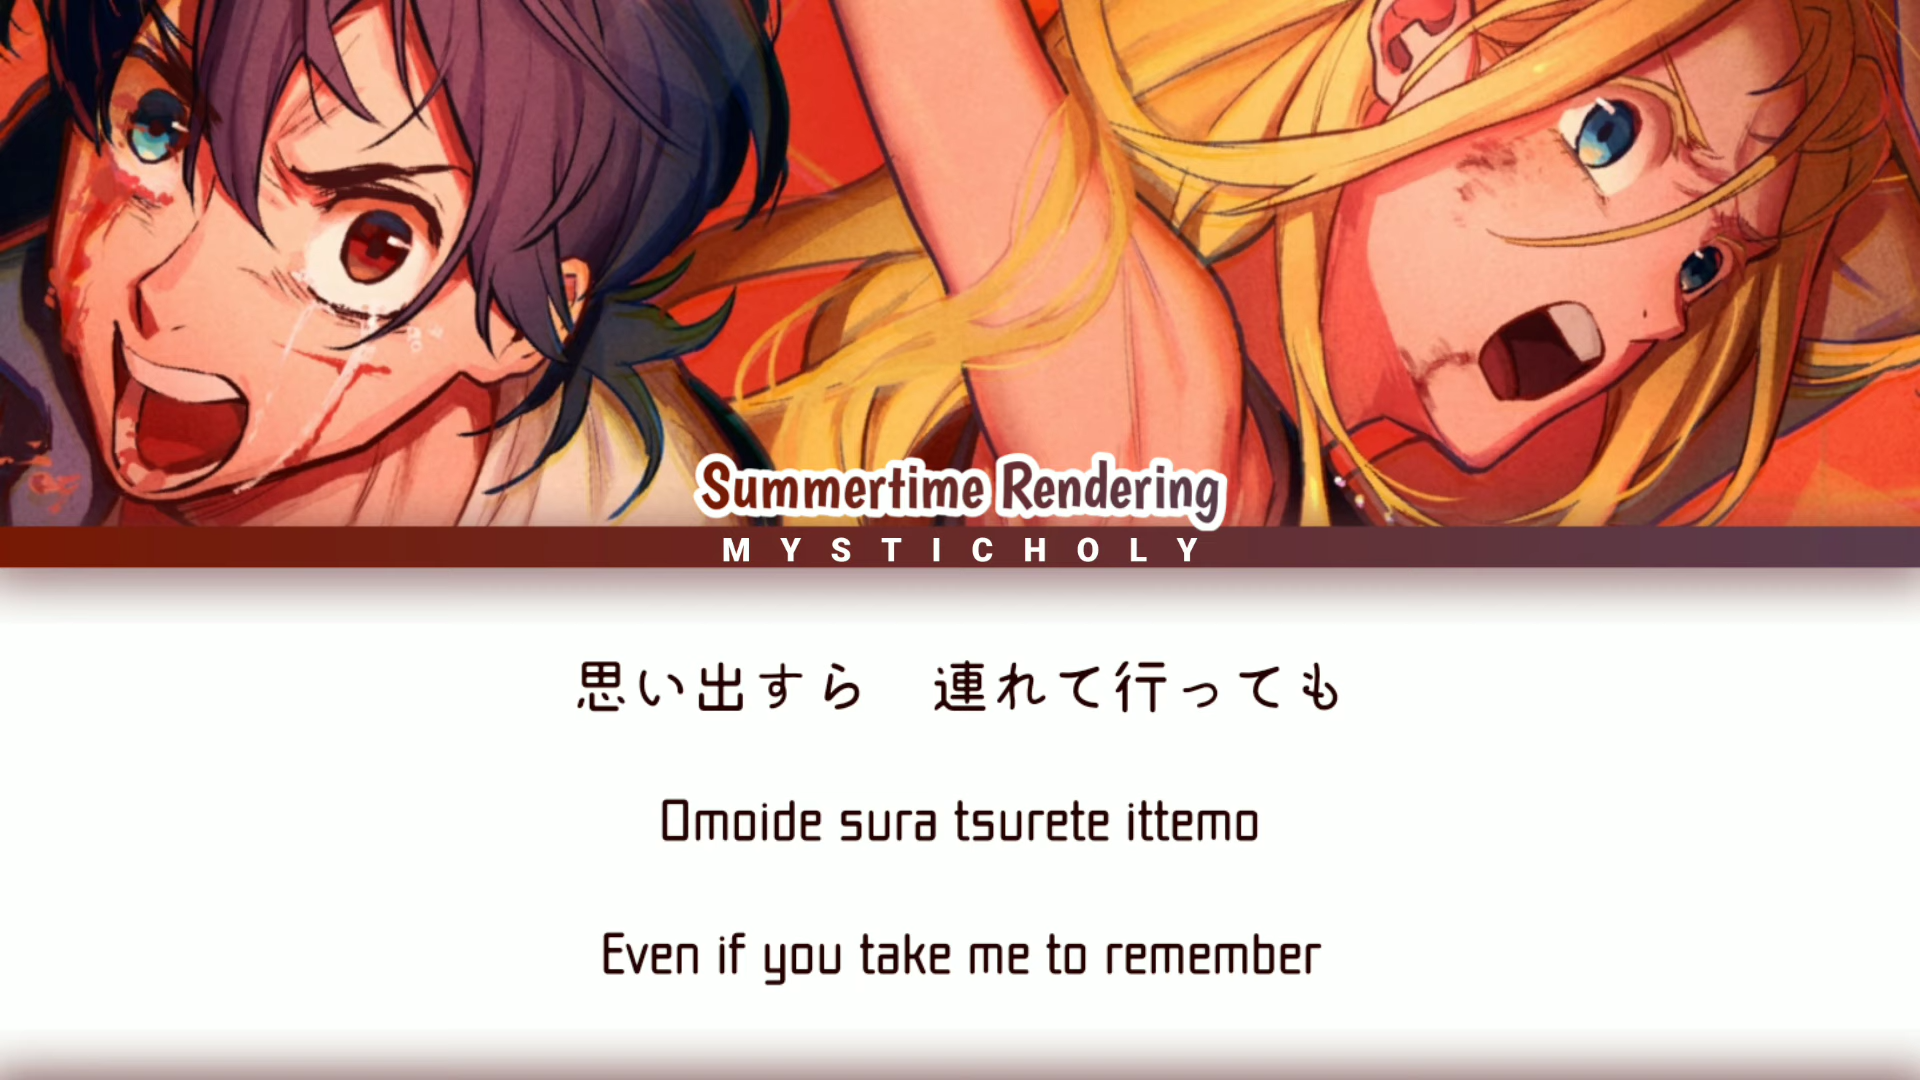 Summertime Rendering
MYSTICHOLY
思い出すら　連れて行っても
Omoide sura tsurete ittemo
Even if you take me to remember